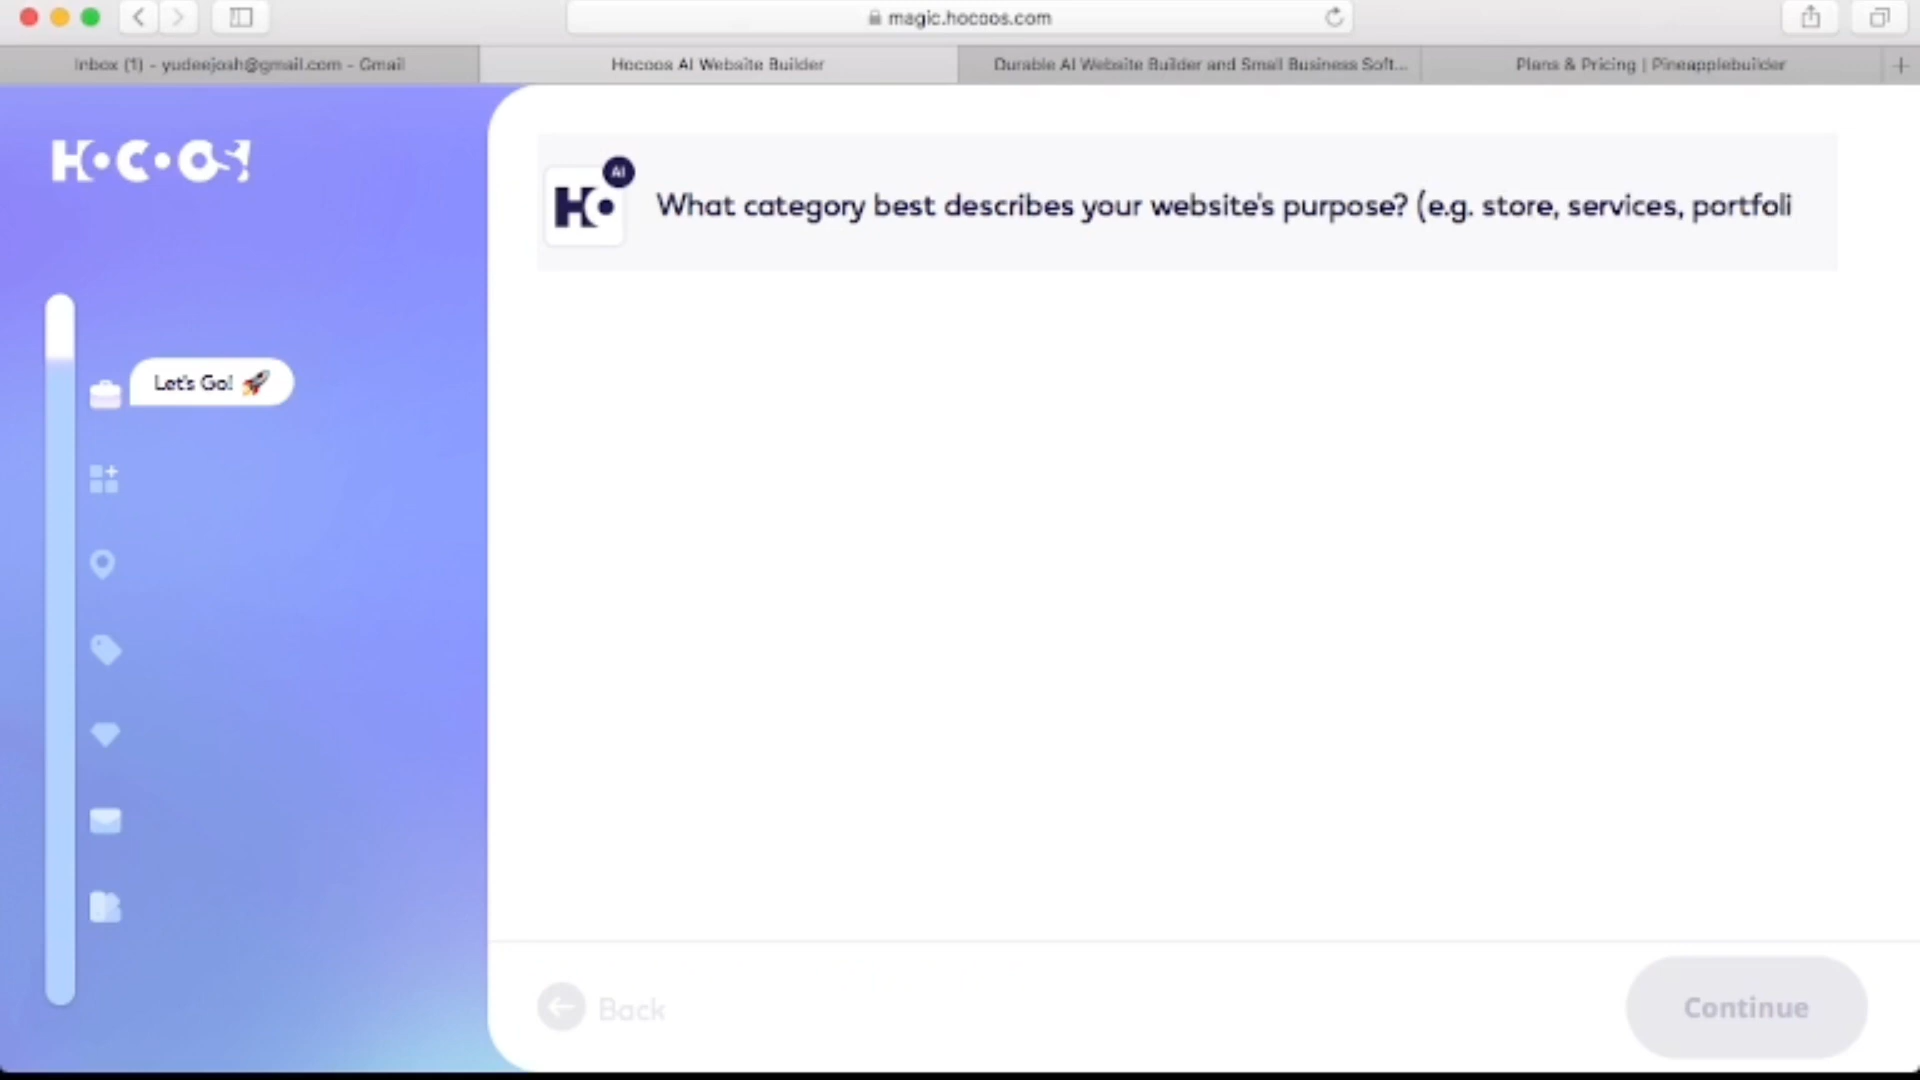 magic.hocoos.com
Inbox (1) - yudeejosh@gmail.com - Gmail
Hocoos AI Website Builder
Durable AI Website Builder and Small Business Soft...
Plans & Pricing | Pineapplebuilder
HOCOOS!
HO
AI
What category best describes your website's purpose? (e.g. store, services, portfoli
Let's Go! 🚀
Back
Continue